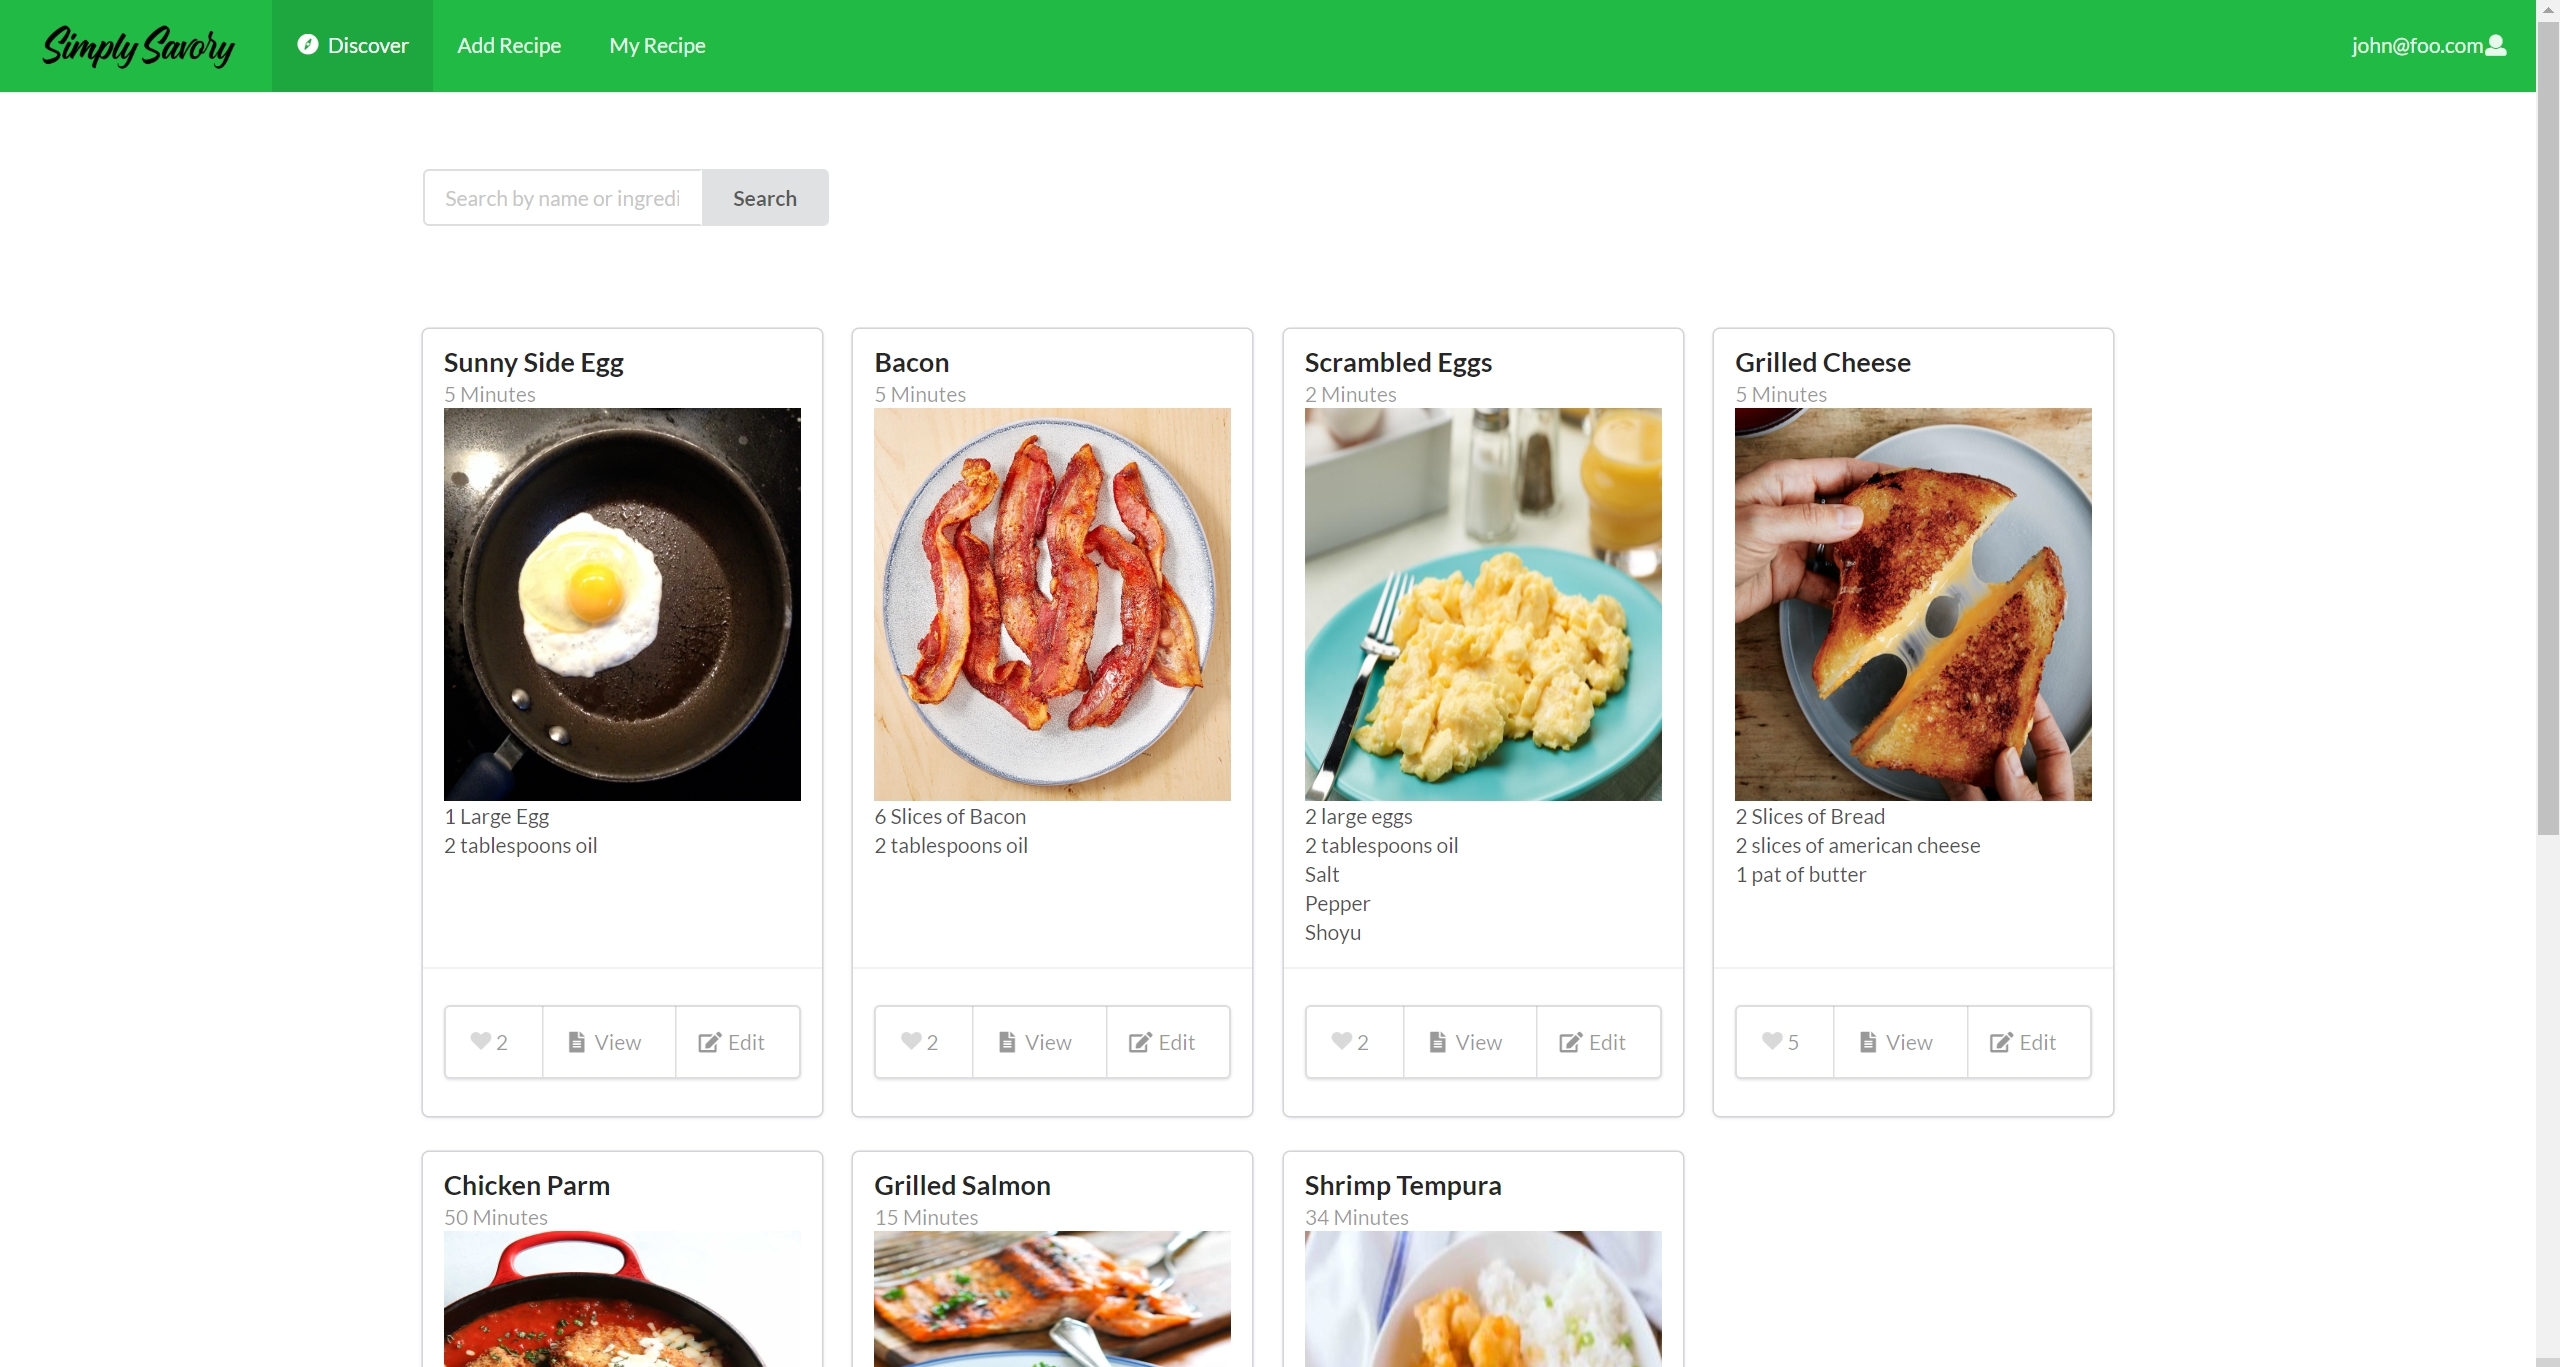 Simply Savory
Discover
Add Recipe
My Recipe
john@foo.com
Search by name or ingredi
Search
Sunny Side Egg
5 Minutes
1 Large Egg
2 tablespoons oil
2
View
Edit
Bacon
5 Minutes
6 Slices of Bacon
2 tablespoons oil
2
View
Edit
Scrambled Eggs
2 Minutes
2 large eggs
2 tablespoons oil
Salt
Pepper
Shoyu
2
View
Edit
Grilled Cheese
5 Minutes
2 Slices of Bread
2 slices of american cheese
1 pat of butter
5
View
Edit
Chicken Parm
50 Minutes
Grilled Salmon
15 Minutes
Shrimp Tempura
34 Minutes